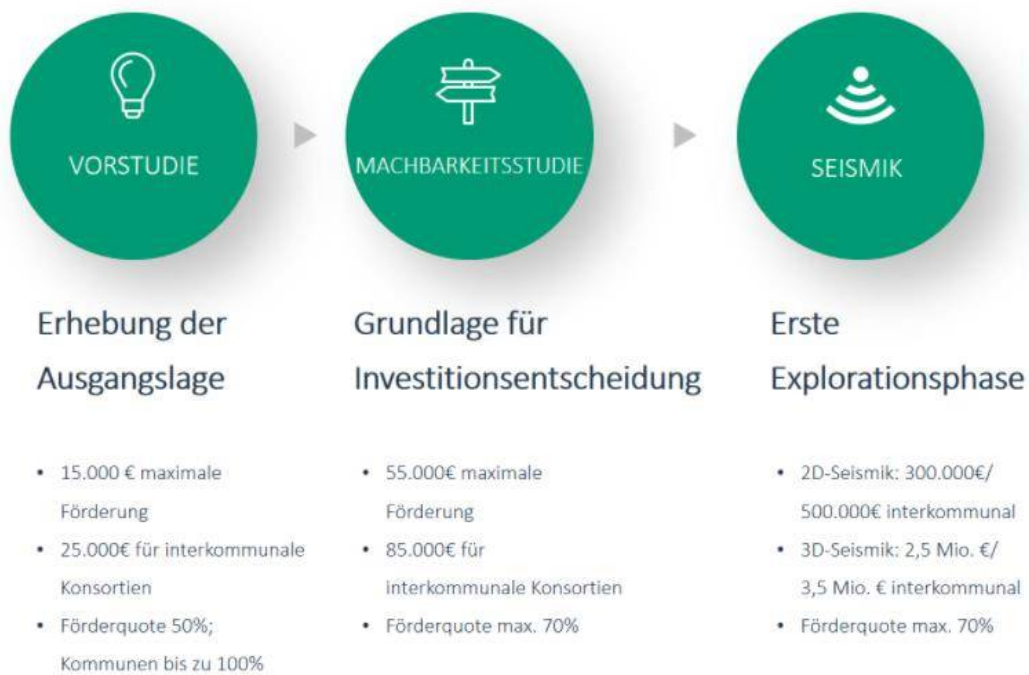 VORSTUDIE
Erhebung der
Ausgangslage
• 15.000 € maximale
Förderung
• 25.000€ für interkommunale
Konsortien
• Förderquote 50%;
Kommunen bis zu 100%
MACHBARKEITSSTUDIE
Grundlage für
Investitionsentscheidung
• 55.000€ maximale
Förderung
• 85.000€ für
interkommunale Konsortien
• Förderquote max. 70%
SEISMIK
Erste
Explorationsphase
• 2D-Seismik: 300.000€/
500.000€ interkommunal
• 3D-Seismik: 2,5 Mio. €/
3,5 Mio. € interkommunal
• Förderquote max. 70%